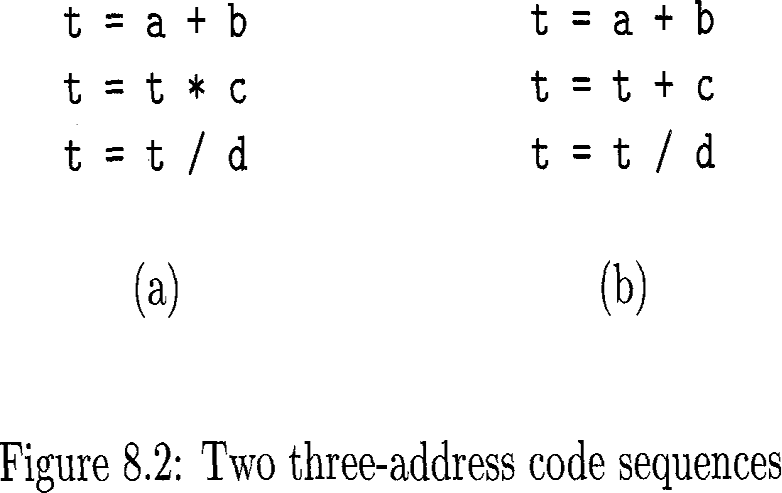 t = a + b
t = t * c
t = t / d
(a)
t = a + b
t = t + c
t = t / d
(b)
Figure 8.2: Two three-address code sequences